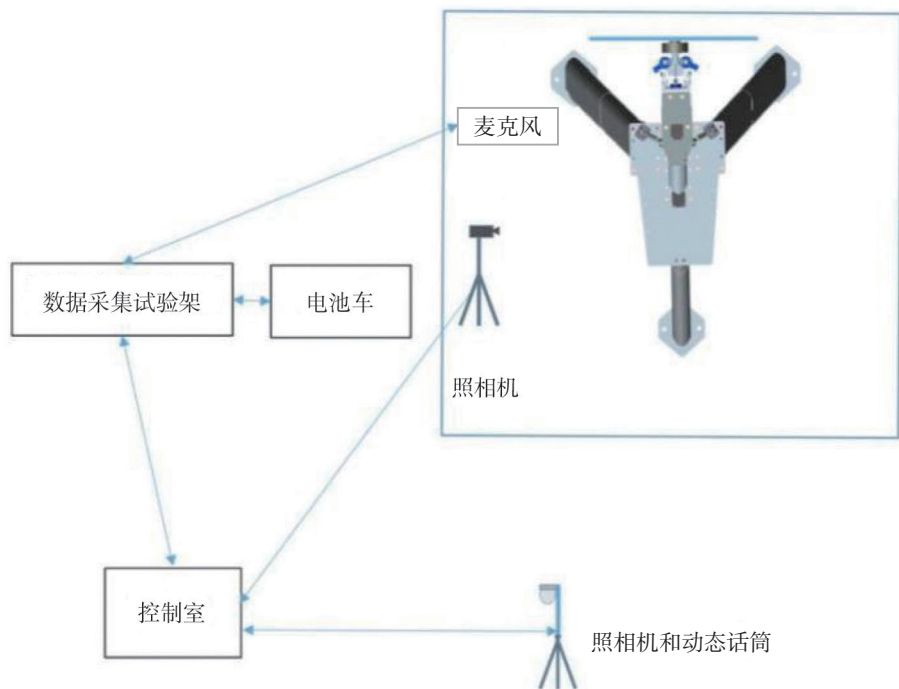 麦克风
数据采集试验架
电池车
照相机
控制室
照相机和动态话筒